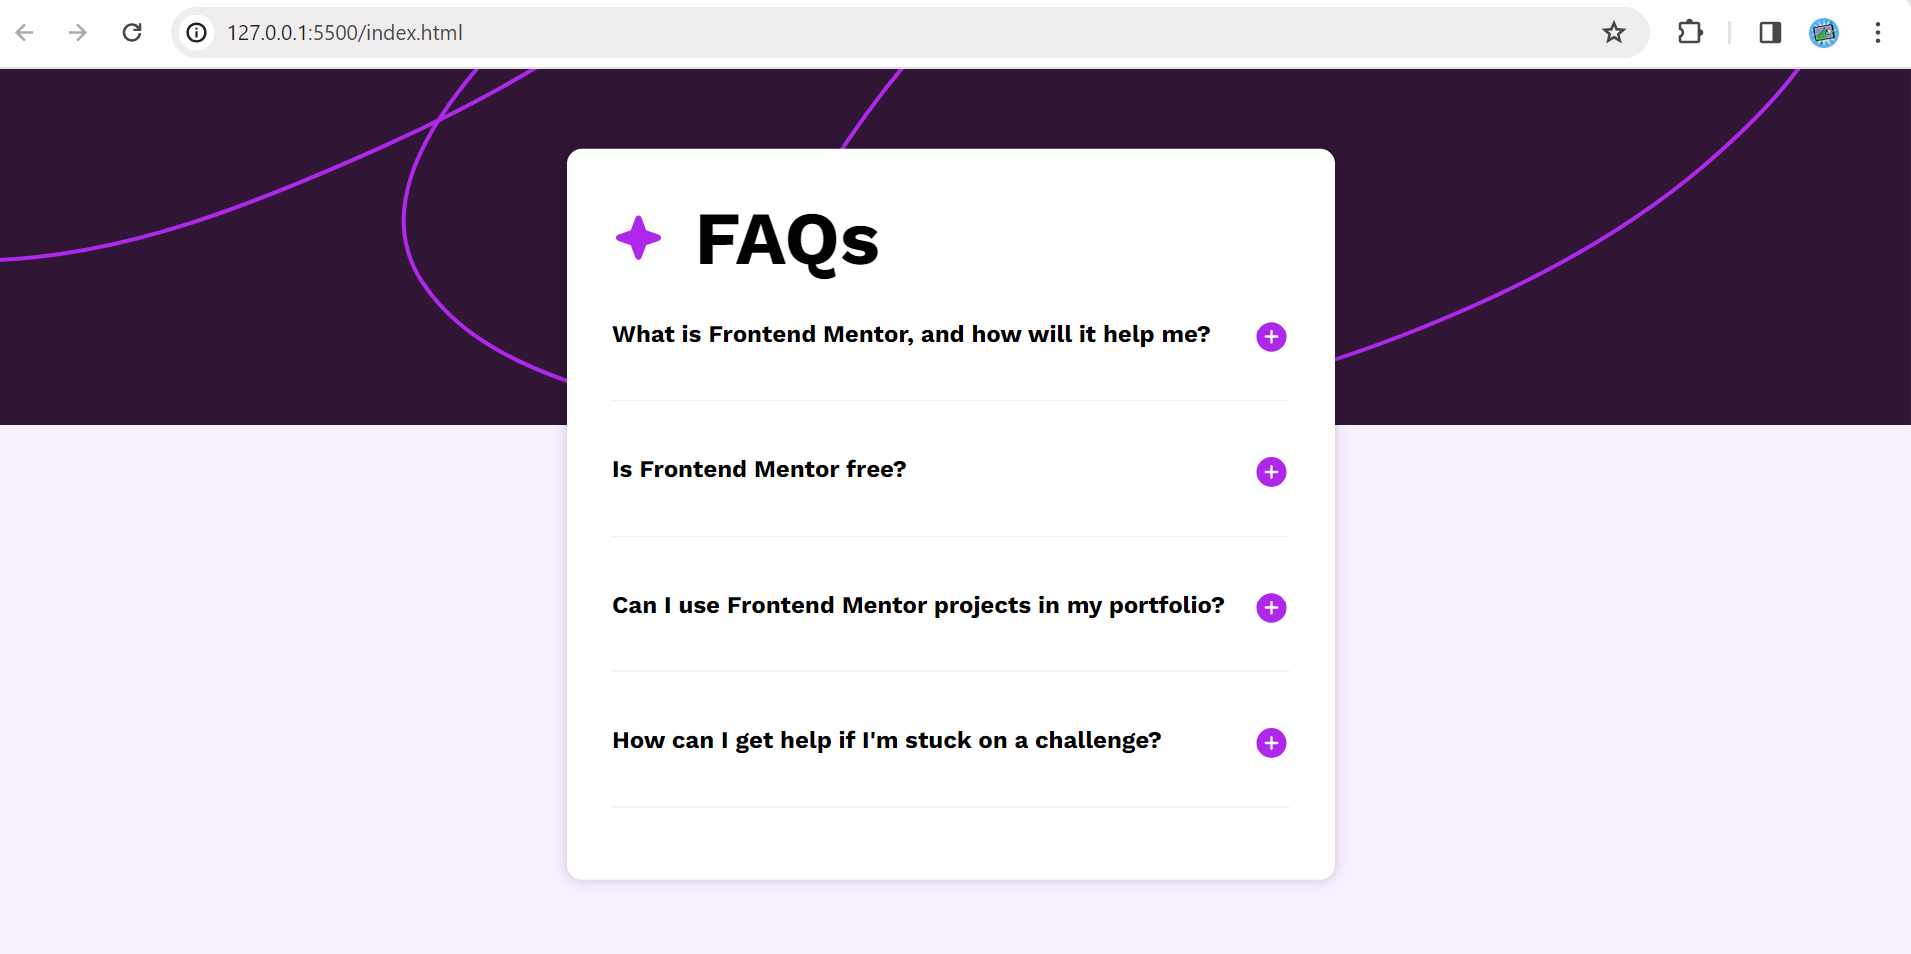 127.0.0.1:5500/index.html
FAQs
What is Frontend Mentor, and how will it help me?
Is Frontend Mentor free?
Can I use Frontend Mentor projects in my portfolio?
How can I get help if I'm stuck on a challenge?